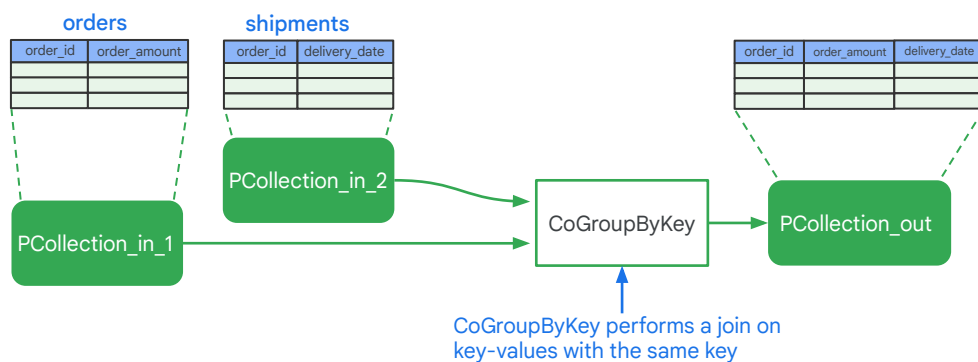 orders
shipments
order_id order_amount
order_id delivery_date
order_id order_amount delivery_date
PCollection_in_2
PCollection_in_1
CoGroupByKey
PCollection_out
CoGroupByKey performs a join on
key-values with the same key